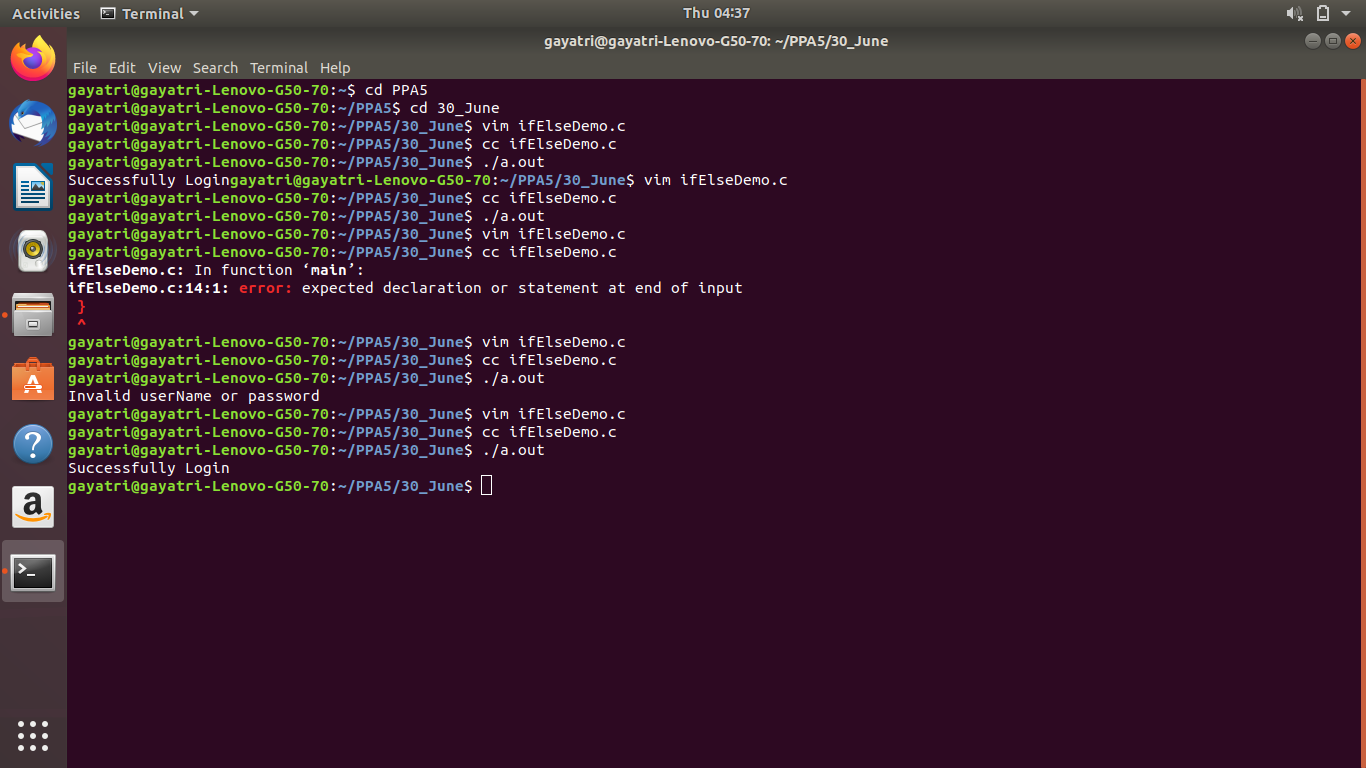 Activities Terminal Thu 04:37
gayatri@gayatri-Lenovo-G50-70: ~/PPA5/30_June
File Edit View Search Terminal Help
gayatri@gayatri-Lenovo-G50-70:~$ cd PPA5
gayatri@gayatri-Lenovo-G50-70:~/PPA5$ cd 30_June
gayatri@gayatri-Lenovo-G50-70:~/PPA5/30_June$ vim ifElseDemo.c
gayatri@gayatri-Lenovo-G50-70:~/PPA5/30_June$ cc ifElseDemo.c
gayatri@gayatri-Lenovo-G50-70:~/PPA5/30_June$ ./a.out
Successfully Logingayatri@gayatri-Lenovo-G50-70:~/PPA5/30_June$ vim ifElseDemo.c
gayatri@gayatri-Lenovo-G50-70:~/PPA5/30_June$ cc ifElseDemo.c
gayatri@gayatri-Lenovo-G50-70:~/PPA5/30_June$ ./a.out
gayatri@gayatri-Lenovo-G50-70:~/PPA5/30_June$ vim ifElseDemo.c
gayatri@gayatri-Lenovo-G50-70:~/PPA5/30_June$ cc ifElseDemo.c
ifElseDemo.c: In function ‘main’:
ifElseDemo.c:14:1: error: expected declaration or statement at end of input
}
^
gayatri@gayatri-Lenovo-G50-70:~/PPA5/30_June$ vim ifElseDemo.c
gayatri@gayatri-Lenovo-G50-70:~/PPA5/30_June$ cc ifElseDemo.c
gayatri@gayatri-Lenovo-G50-70:~/PPA5/30_June$ ./a.out
Invalid userName or password
gayatri@gayatri-Lenovo-G50-70:~/PPA5/30_June$ vim ifElseDemo.c
gayatri@gayatri-Lenovo-G50-70:~/PPA5/30_June$ cc ifElseDemo.c
gayatri@gayatri-Lenovo-G50-70:~/PPA5/30_June$ ./a.out
Successfully Login
gayatri@gayatri-Lenovo-G50-70:~/PPA5/30_June$